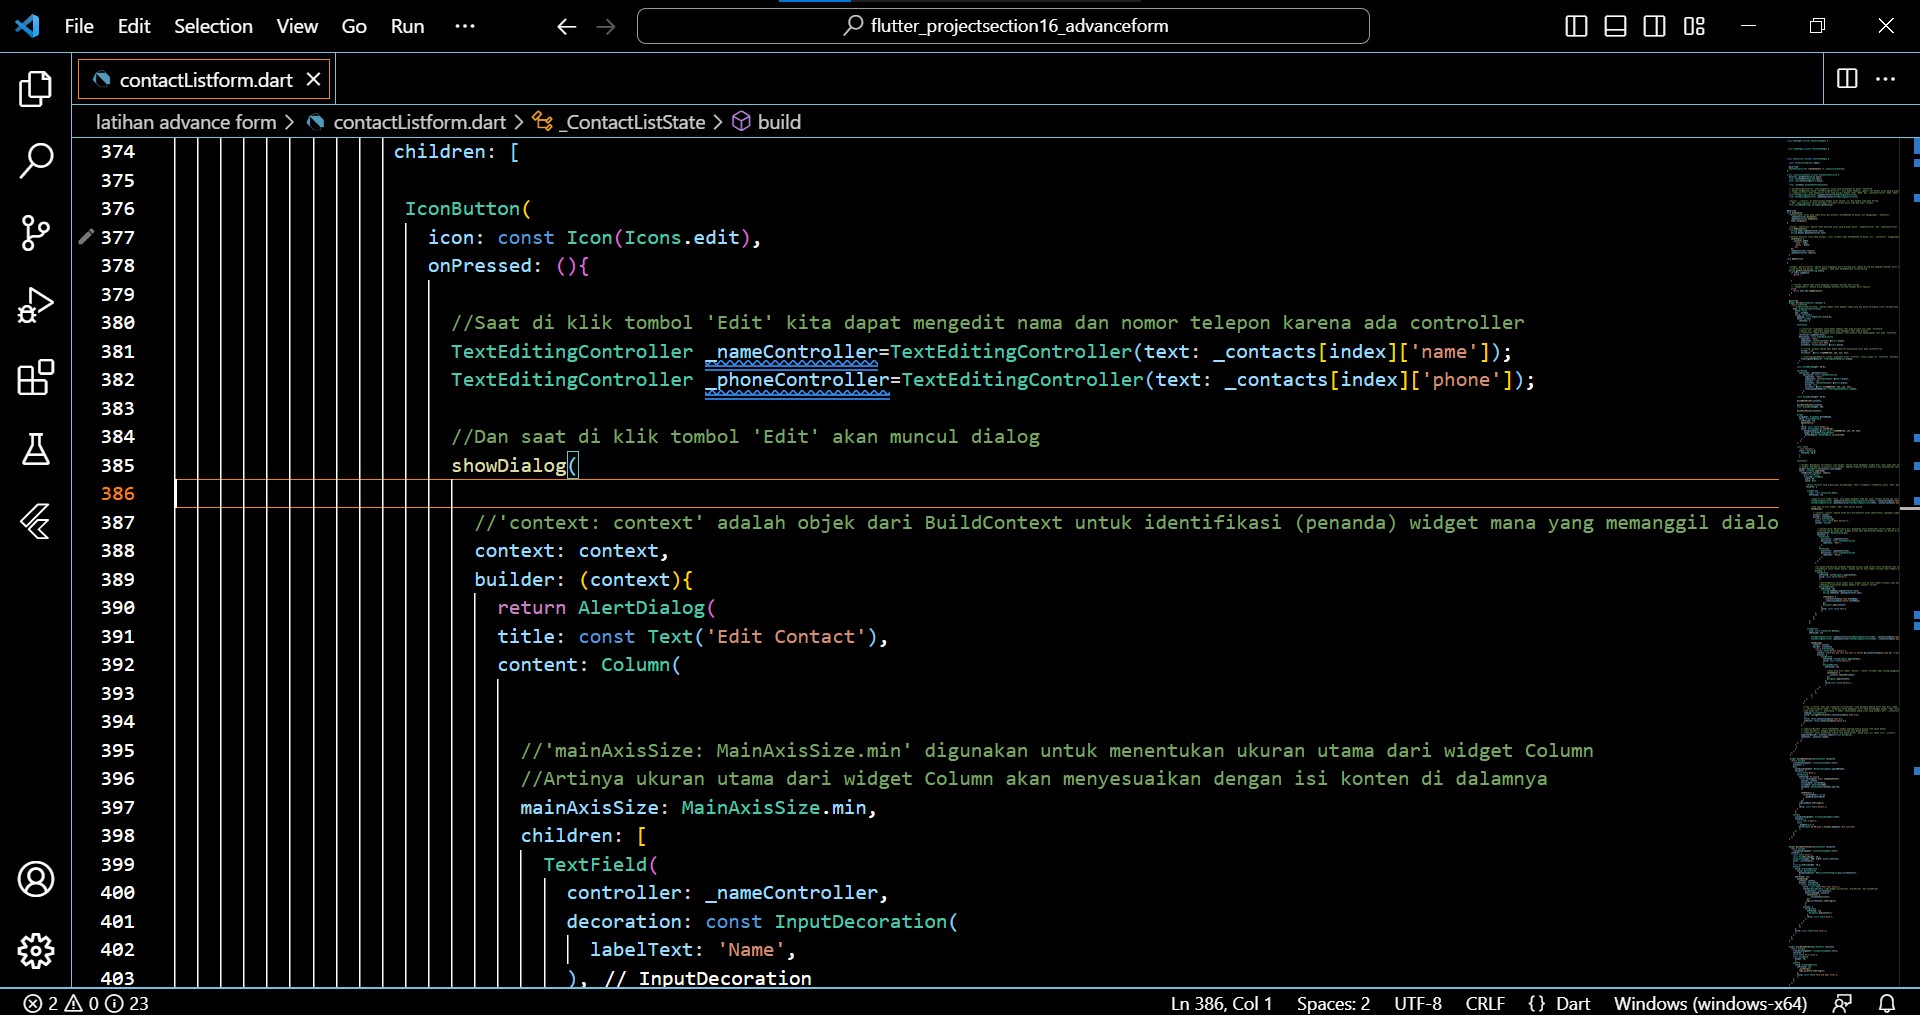 File Edit Selection View Go Run ···
flutter_projectsection16_advanceform
contactListform.dart
latihan advance form > contactListform.dart > _ContactListState > build
374 children: [
375
376 IconButton(
377 icon: const Icon(Icons.edit),
378 onPressed: (){
379
380 //Saat di klik tombol 'Edit' kita dapat mengedit nama dan nomor telepon karena ada controller
381 TextEditingController _nameController=TextEditingController(text: _contacts[index]['name']);
382 TextEditingController _phoneController=TextEditingController(text: _contacts[index]['phone']);
383
384 //Dan saat di klik tombol 'Edit' akan muncul dialog
385 showDialog(
386
387 //'context: context' adalah objek dari BuildContext untuk identifikasi (penanda) widget mana yang memanggil dialo
388 context: context,
389 builder: (context){
390 return AlertDialog(
391 title: const Text('Edit Contact'),
392 content: Column(
393
394
395 //'mainAxisSize: MainAxisSize.min' digunakan untuk menentukan ukuran utama dari widget Column
396 //Artinya ukuran utama dari widget Column akan menyesuaikan dengan isi konten di dalamnya
397 mainAxisSize: MainAxisSize.min,
398 children: [
399 TextField(
400 controller: _nameController,
401 decoration: const InputDecoration(
402 labelText: 'Name',
403 ), // InputDecoration
2 0 23 Ln 386, Col 1 Spaces: 2 UTF-8 CRLF {} Dart Windows (windows-x64)